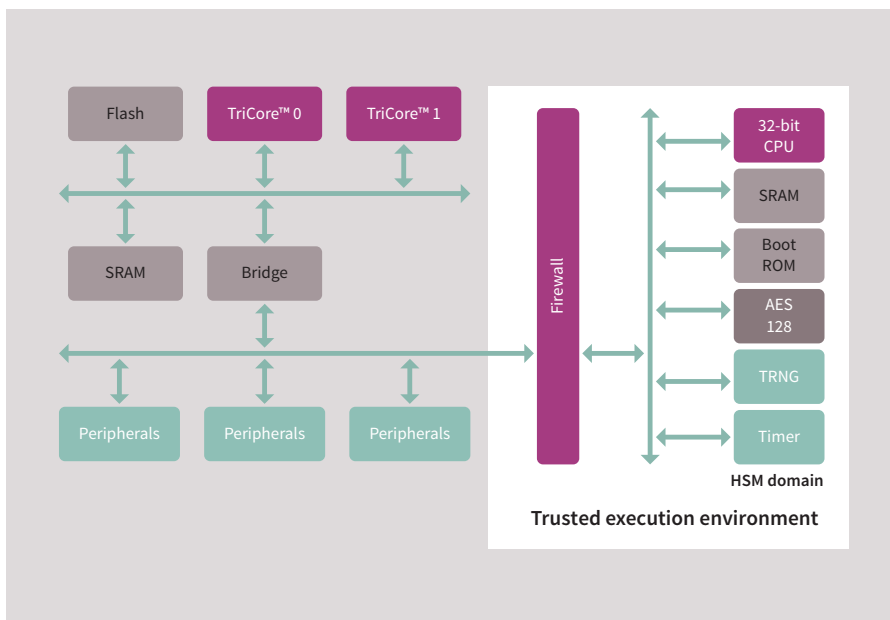 Flash
TriCore™ 0
TriCore™ 1
SRAM
Bridge
Peripherals
Peripherals
Peripherals
Firewall
32-bit
CPU
SRAM
Boot
ROM
AES
128
TRNG
Timer
HSM domain
Trusted execution environment